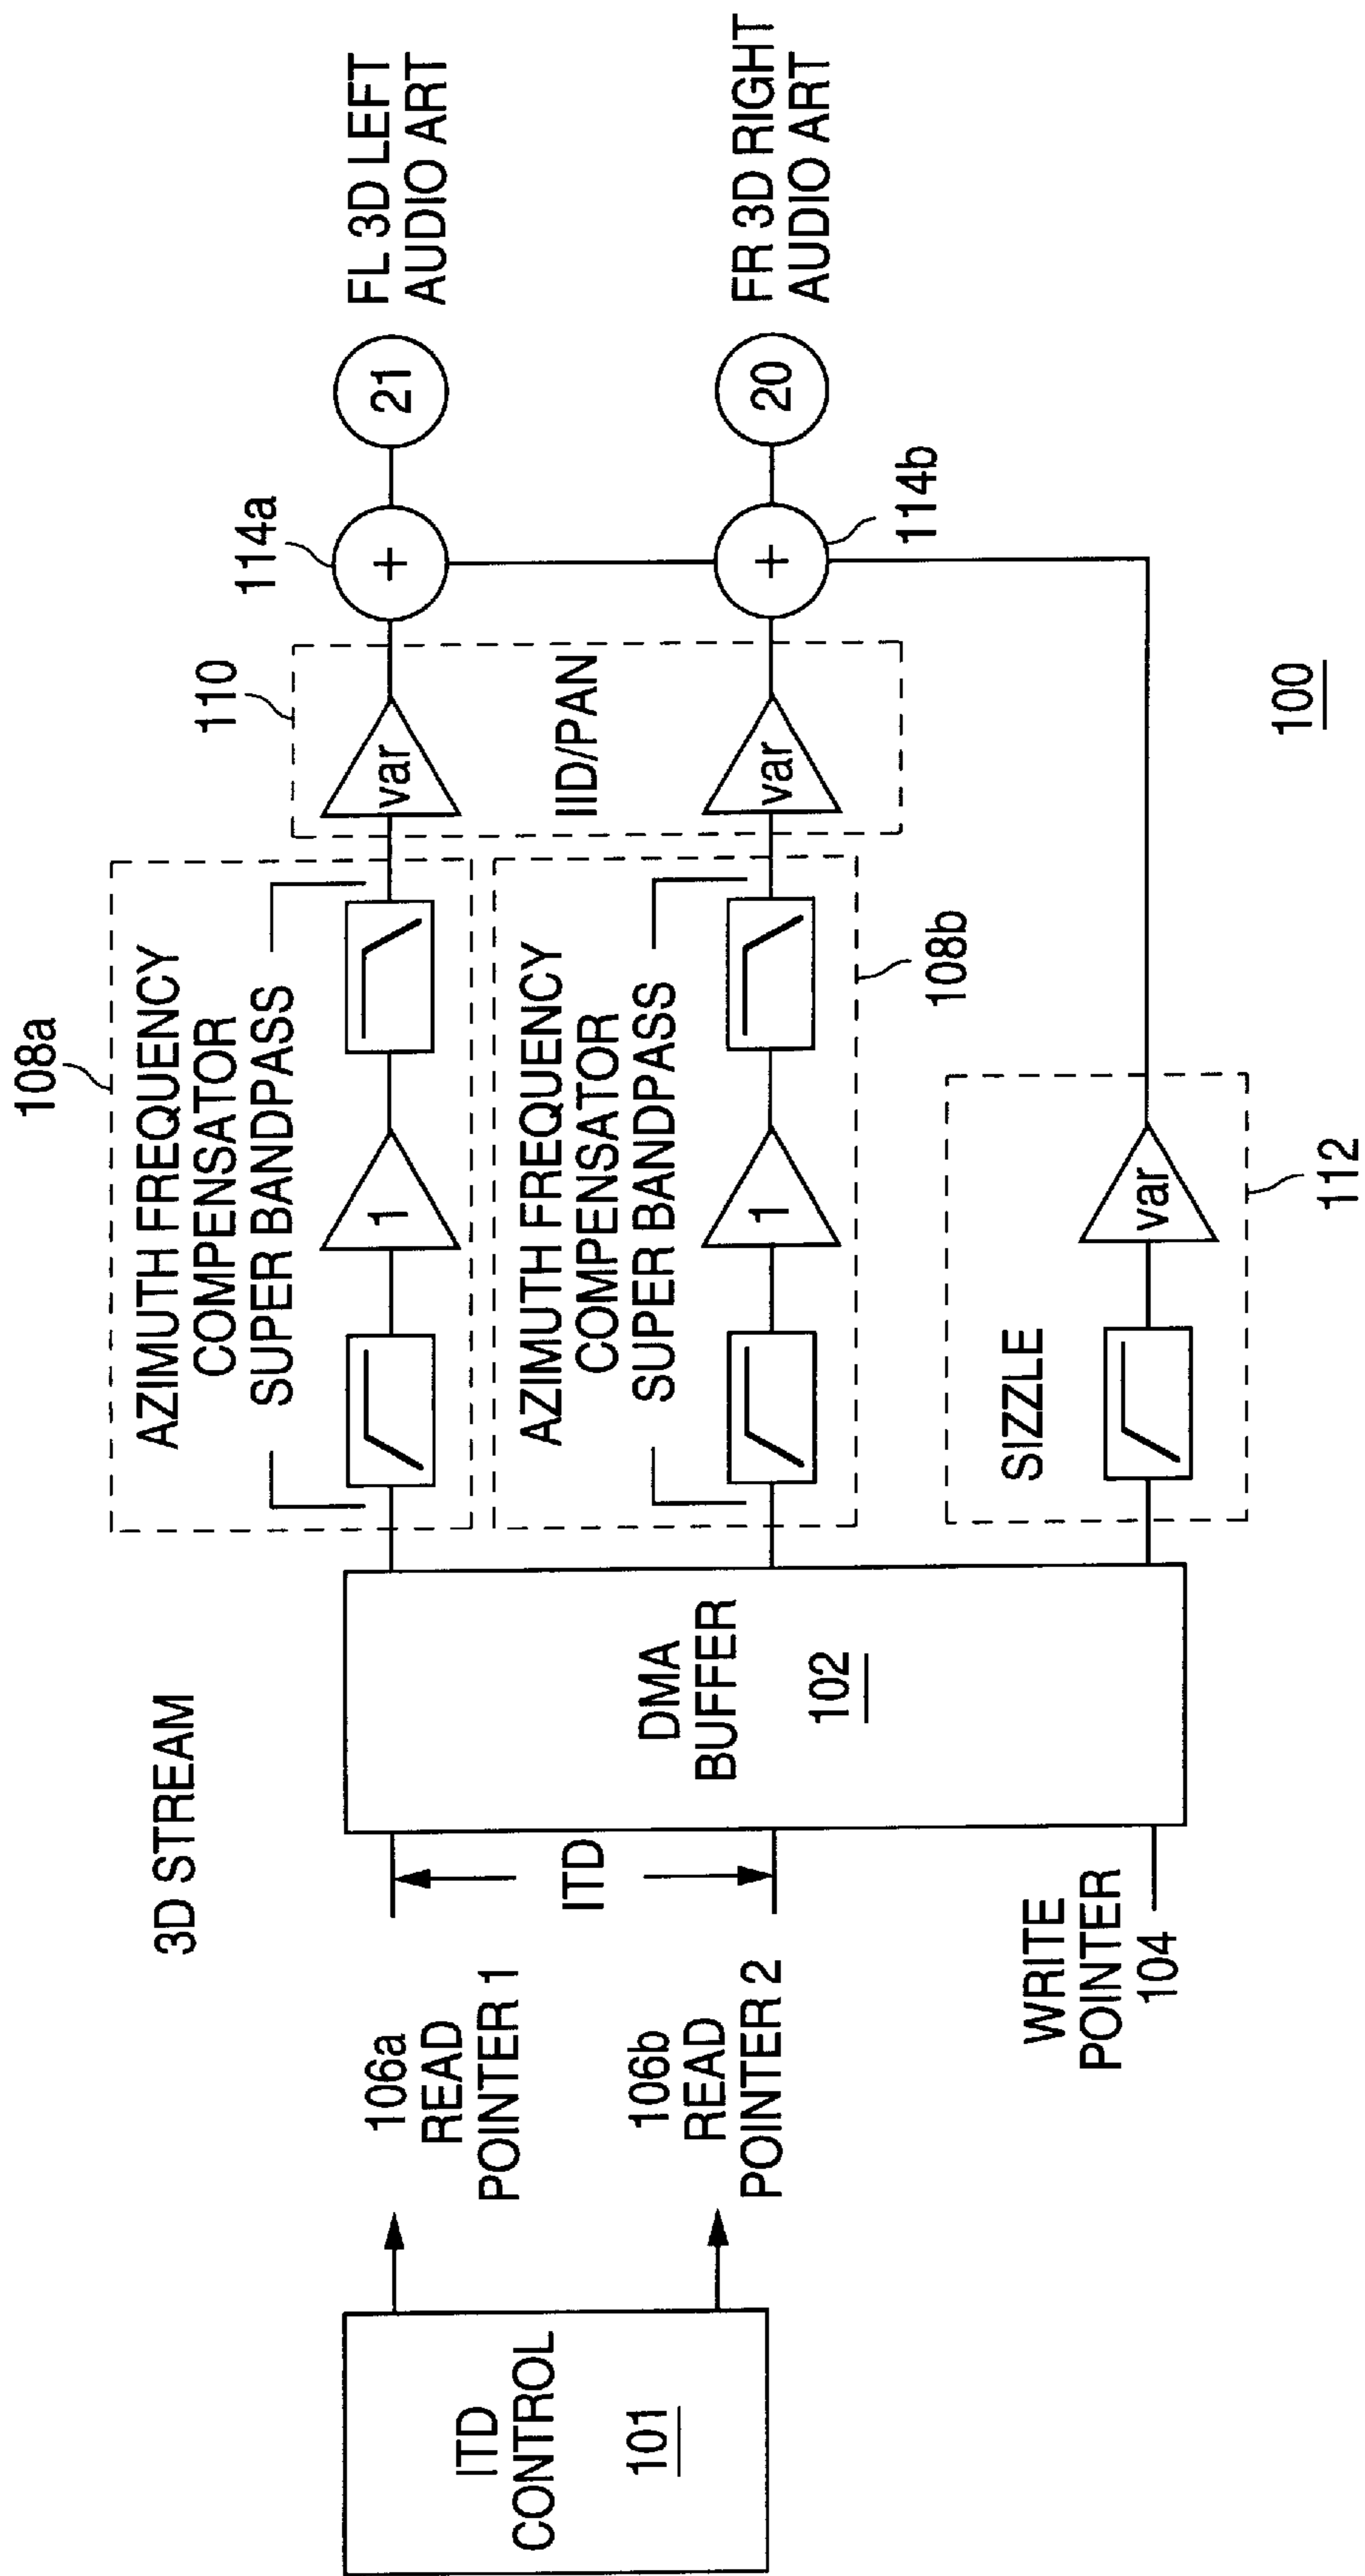 3D STREAM
ITD
CONTROL
101
106a
READ
POINTER 1
106b
READ
POINTER 2
ITD
WRITE
POINTER
104
DMA
BUFFER
102
108a
AZIMUTH FREQUENCY
COMPENSATOR
SUPER BANDPASS
1
AZIMUTH FREQUENCY
COMPENSATOR
SUPER BANDPASS
1
108b
SIZZLE
var
112
110
var
IID/PAN
var
114a
+
+
114b
21
FL 3D LEFT
AUDIO ART
20
FR 3D RIGHT
AUDIO ART
100